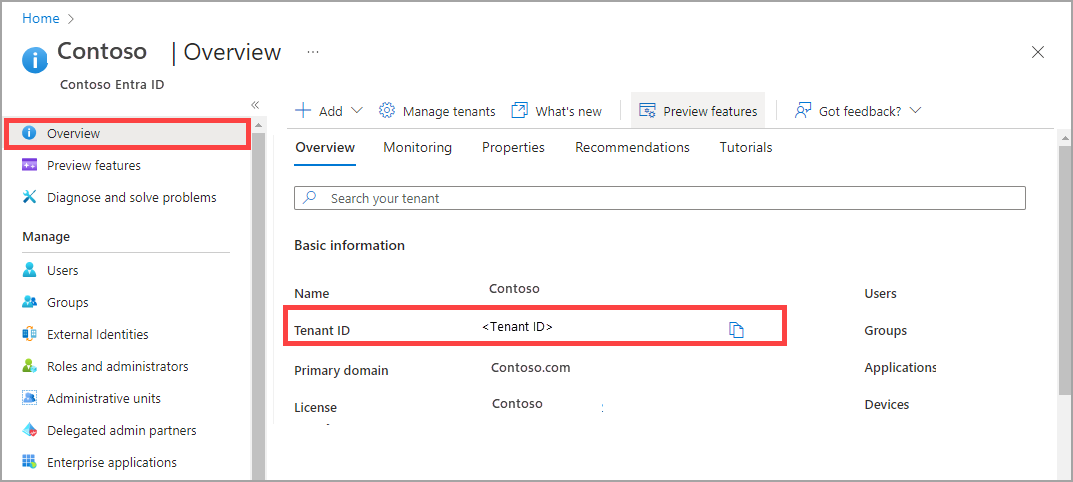 Home >
Contoso | Overview ...
Contoso Entra ID
Overview
Preview features
Diagnose and solve problems
Manage
Users
Groups
External Identities
Roles and administrators
Administrative units
Delegated admin partners
Enterprise applications
Add
Manage tenants
What's new
Preview features
Got feedback?
Overview
Monitoring
Properties
Recommendations
Tutorials
Search your tenant
Basic information
Name Contoso Users
Tenant ID <Tenant ID> Groups
Primary domain Contoso.com Applications
License Contoso Devices